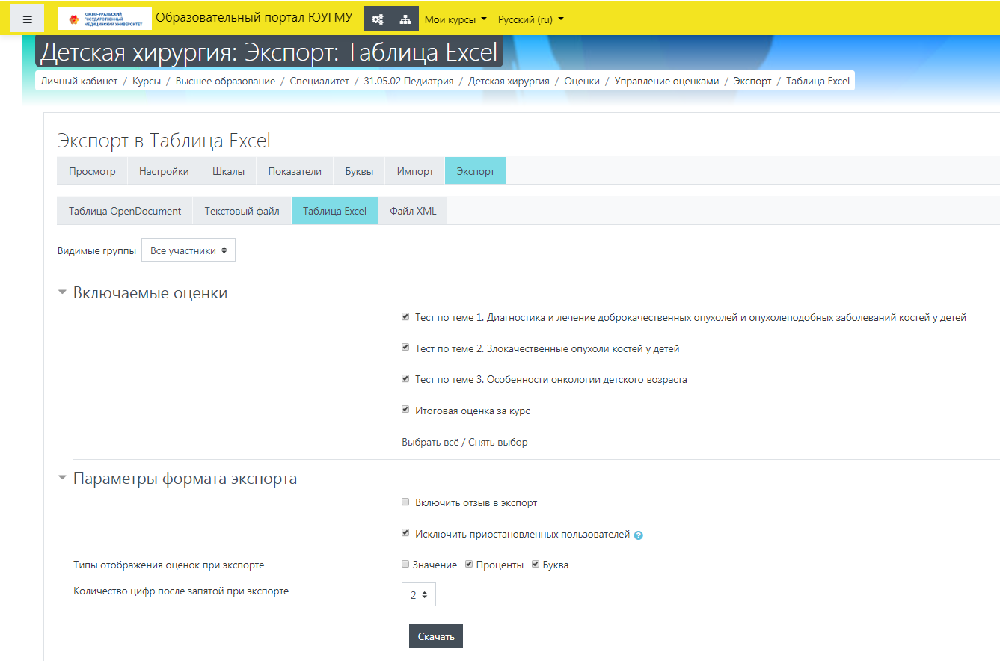 ЮЖНО-УРАЛЬСКИЙ
ГОСУДАРСТВЕННЫЙ
МЕДИЦИНСКИЙ УНИВЕРСИТЕТ
Образовательный портал ЮУГМУ Мои курсы Русский (ru)
Детская хирургия: Экспорт: Таблица Excel
Личный кабинет / Курсы / Высшее образование / Специалитет / 31.05.02 Педиатрия / Детская хирургия / Оценки / Управление оценками / Экспорт / Таблица Excel
Экспорт в Таблица Excel
Просмотр Настройки Шкалы Показатели Буквы Импорт Экспорт
Таблица OpenDocument Текстовый файл Таблица Excel Файл XML
Видимые группы Все участники
Включаемые оценки
Тест по теме 1. Диагностика и лечение доброкачественных опухолей и опухолеподобных заболеваний костей у детей
Тест по теме 2. Злокачественные опухоли костей у детей
Тест по теме 3. Особенности онкологии детского возраста
Итоговая оценка за курс
Выбрать всё / Снять выбор
Параметры формата экспорта
Включить отзыв в экспорт
Исключить приостановленных пользователей ?
Типы отображения оценок при экспорте Значение Проценты Буква
Количество цифр после запятой при экспорте 2
Скачать